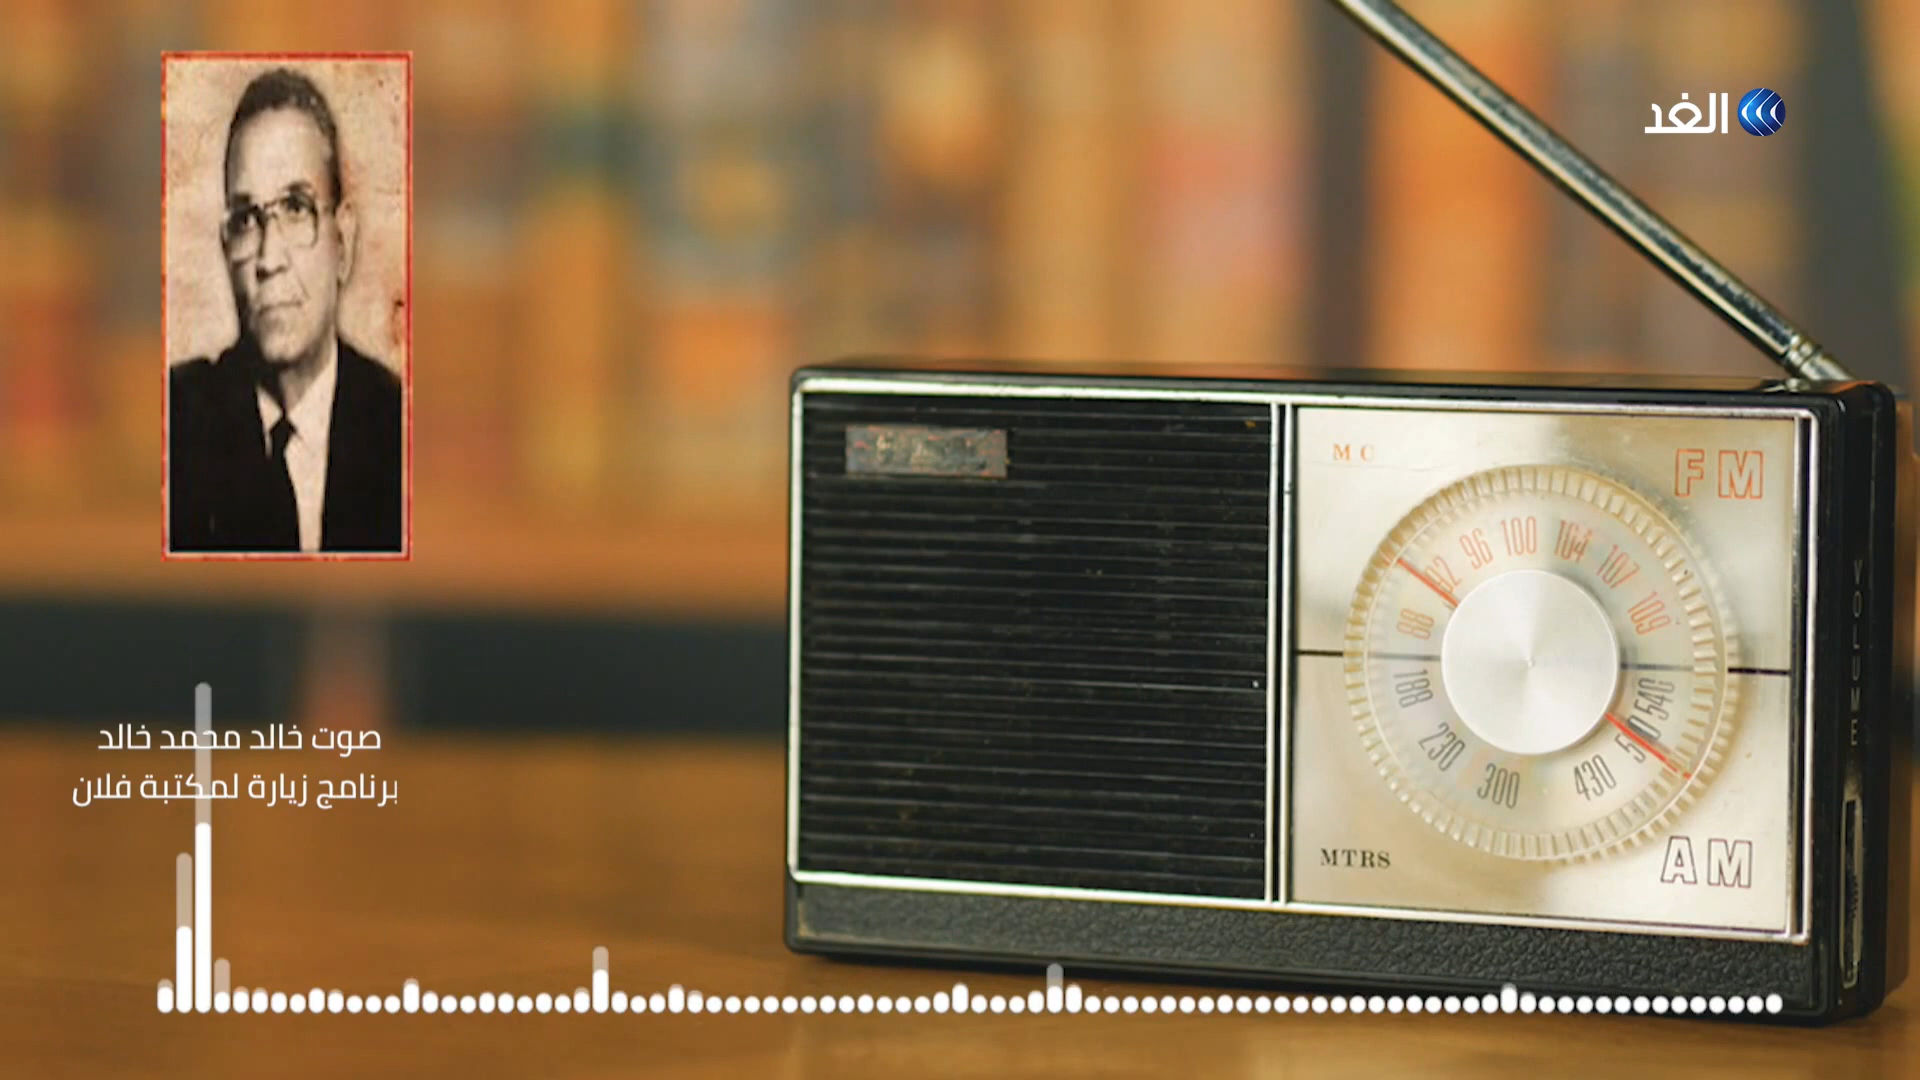 الغد
صوت خالد محمد خالد
برنامج زيارة لمكتبة فلان
MC
FM
88 92 96 100 104 107 109
188 230 300 430 540
MTRS
AM
VOLUME